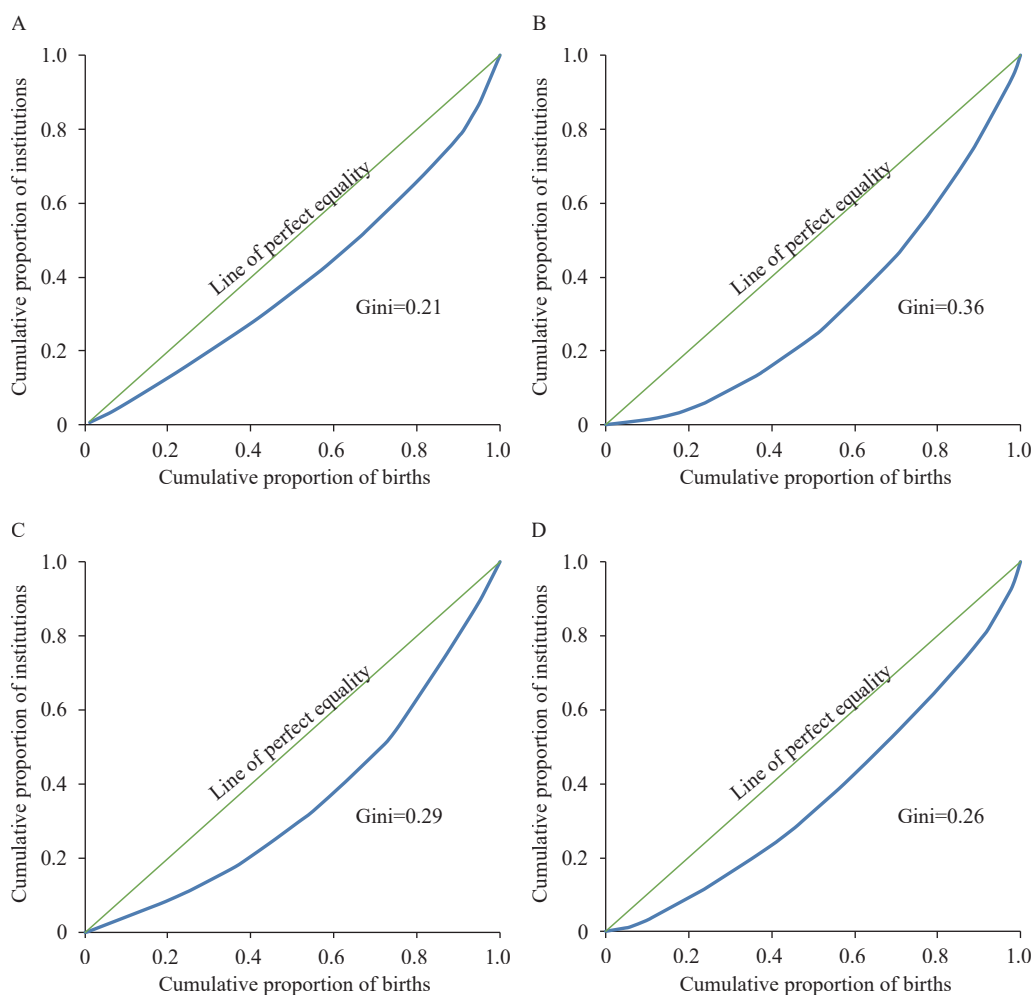 A
Cumulative proportion of institutions
1.0
0.8
0.6
0.4
0.2
0
Line of perfect equality
Gini=0.21
0 0.2 0.4 0.6 0.8 1.0
Cumulative proportion of births
B
Cumulative proportion of institutions
1.0
0.8
0.6
0.4
0.2
0
Line of perfect equality
Gini=0.36
0 0.2 0.4 0.6 0.8 1.0
Cumulative proportion of births
C
Cumulative proportion of institutions
1.0
0.8
0.6
0.4
0.2
0
Line of perfect equality
Gini=0.29
0 0.2 0.4 0.6 0.8 1.0
Cumulative proportion of births
D
Cumulative proportion of institutions
1.0
0.8
0.6
0.4
0.2
0
Line of perfect equality
Gini=0.26
0 0.2 0.4 0.6 0.8 1.0
Cumulative proportion of births